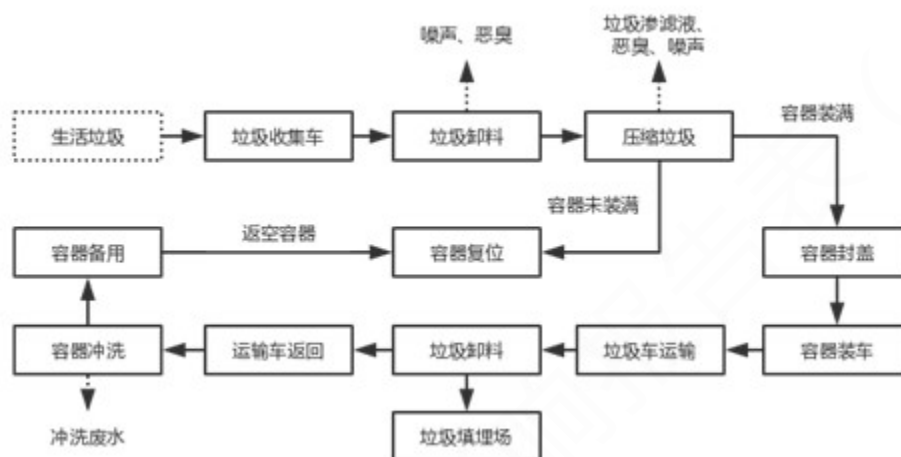 噪声、恶臭
垃圾渗滤液、
恶臭、噪声
容器装满
生活垃圾
垃圾收集车
垃圾卸料
压缩垃圾
容器未装满
返空容器
容器备用
容器复位
容器封盖
容器冲洗
运输车返回
垃圾卸料
垃圾车运输
容器装车
冲洗废水
垃圾填埋场